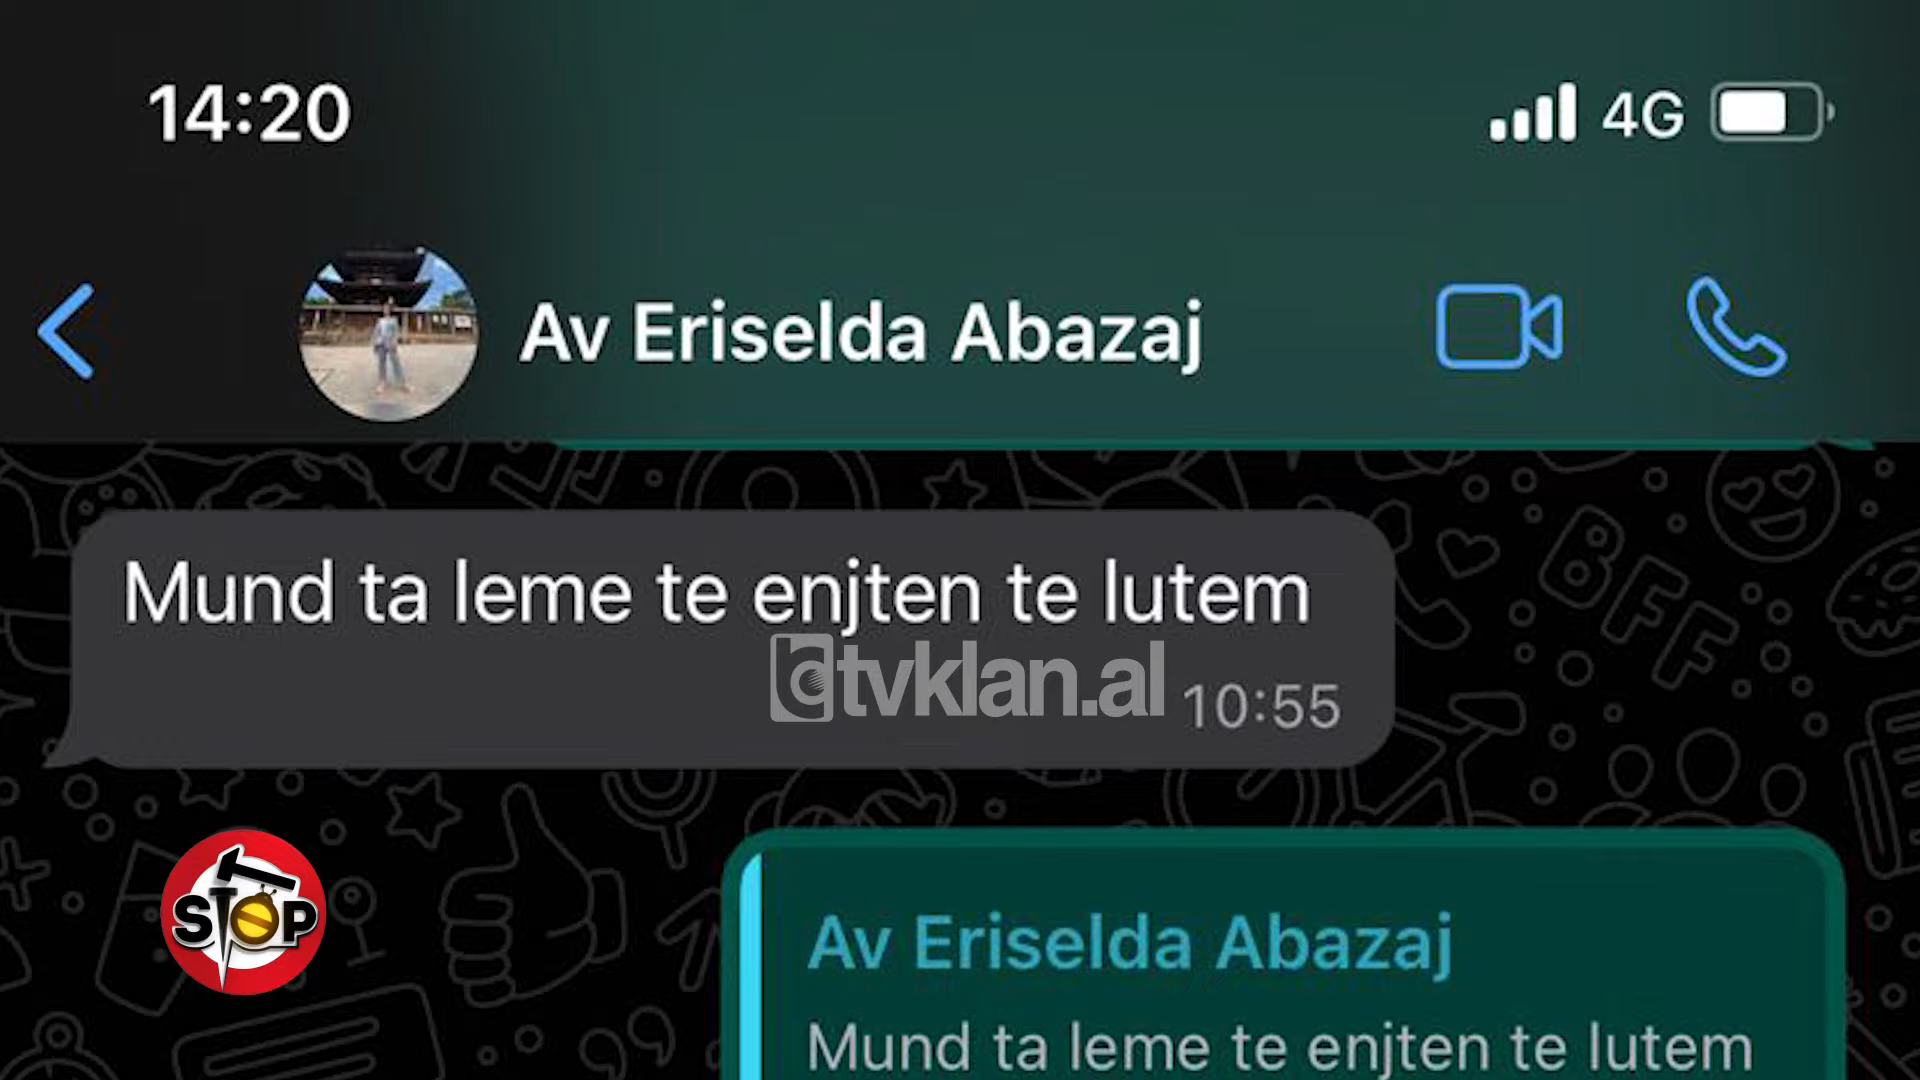 14:20
4G
Av Eriselda Abazaj
Mund ta leme te enjten te lutem
tvklan.al
10:55
STOP
Av Eriselda Abazaj
Mund ta leme te enjten te lutem
BFF